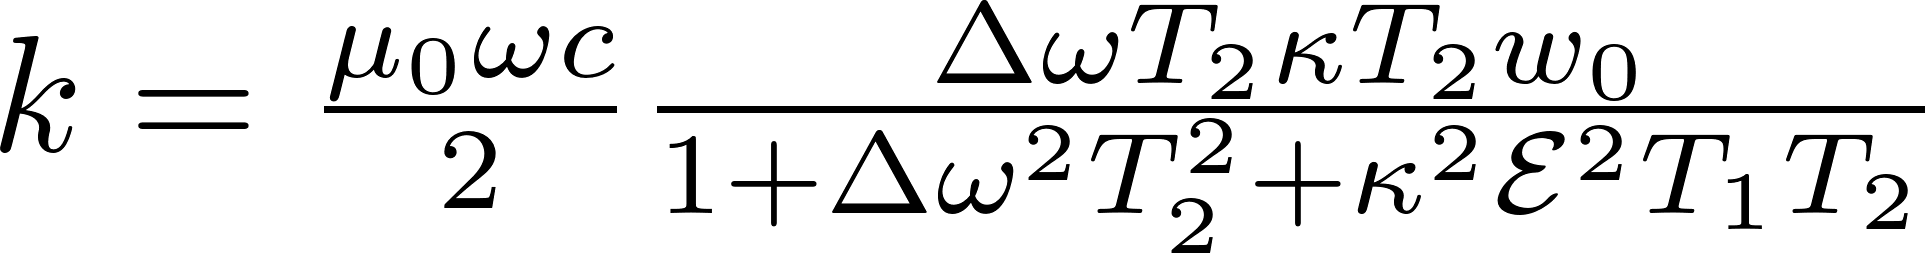 k = \frac{\mu_0 \omega c}{2} \frac{\Delta\omega T_2 \kappa T_2 w_0}{1+\Delta\omega^2 T_2^2+\kappa^2 \mathcal{E}^2 T_1 T_2}